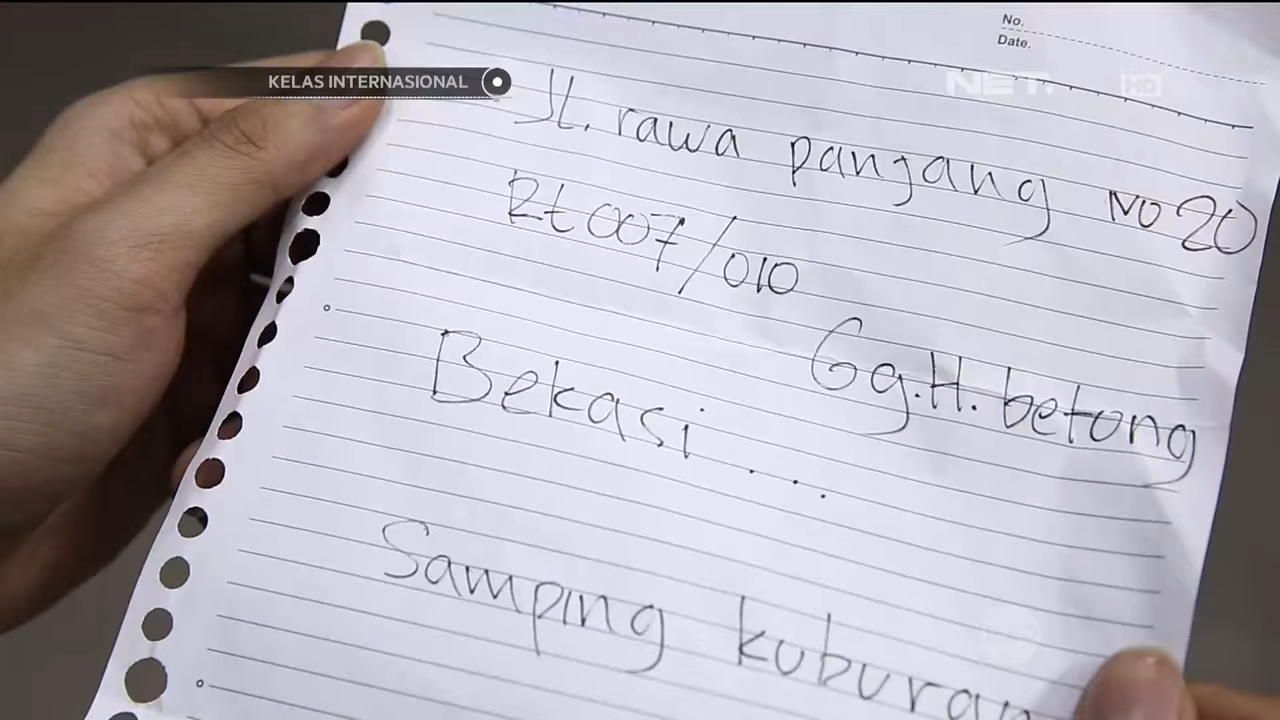 No.
Date.
KELAS INTERNASIONAL
NET.
HD
JL. rawa panjang No 20
Rt 007/010
Gg.H. betong
Bekasi ...
Samping kuburan